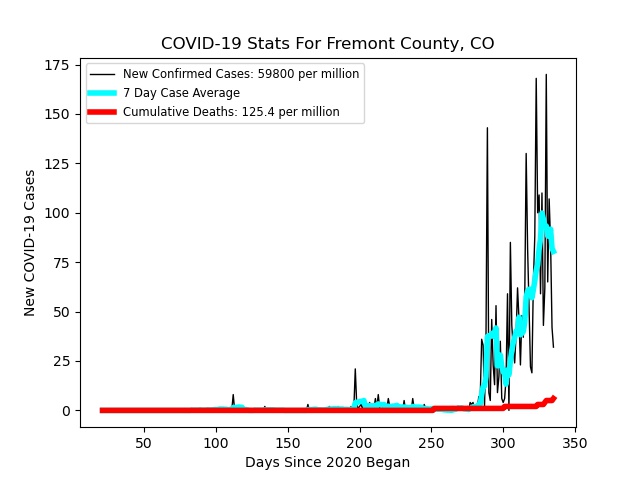 COVID-19 Stats For Fremont County, CO
New Confirmed Cases: 59800 per million
7 Day Case Average
Cumulative Deaths: 125.4 per million
New COVID-19 Cases
175
150
125
100
75
50
25
0
50 100 150 200 250 300 350
Days Since 2020 Began